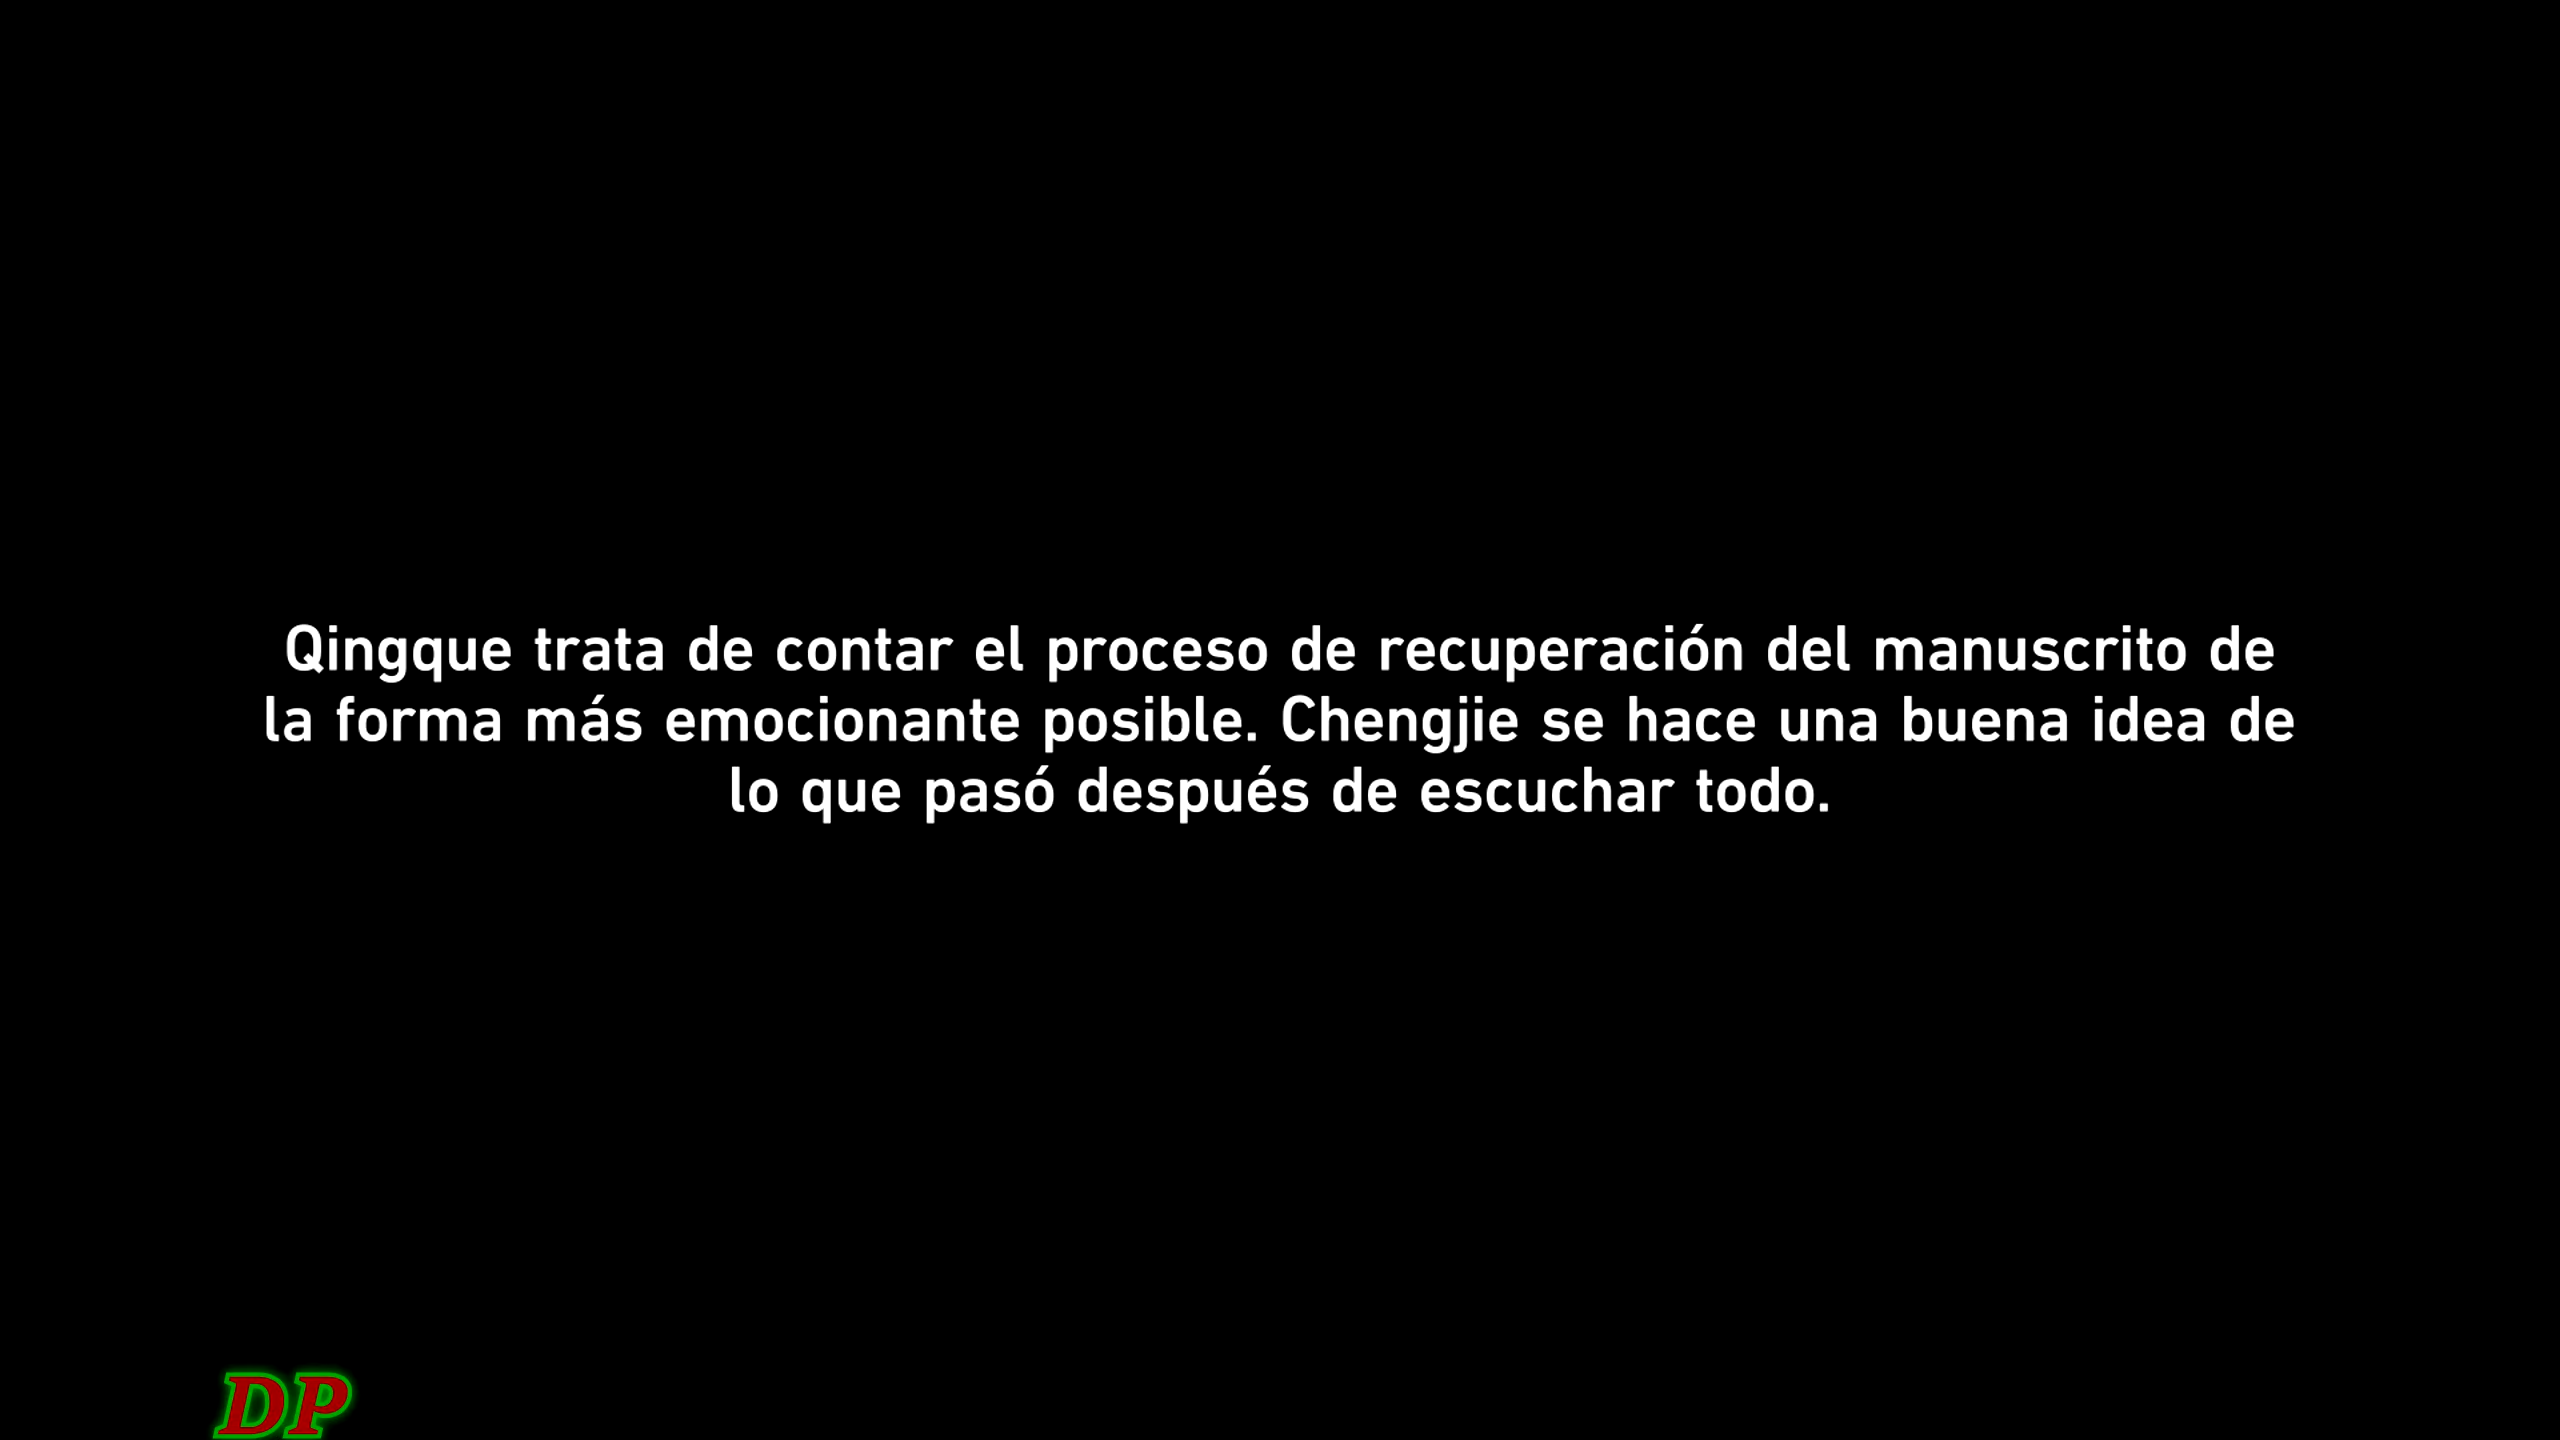 Qingque trata de contar el proceso de recuperación del manuscrito de
la forma más emocionante posible. Chengjie se hace una buena idea de
lo que pasó después de escuchar todo.
DP